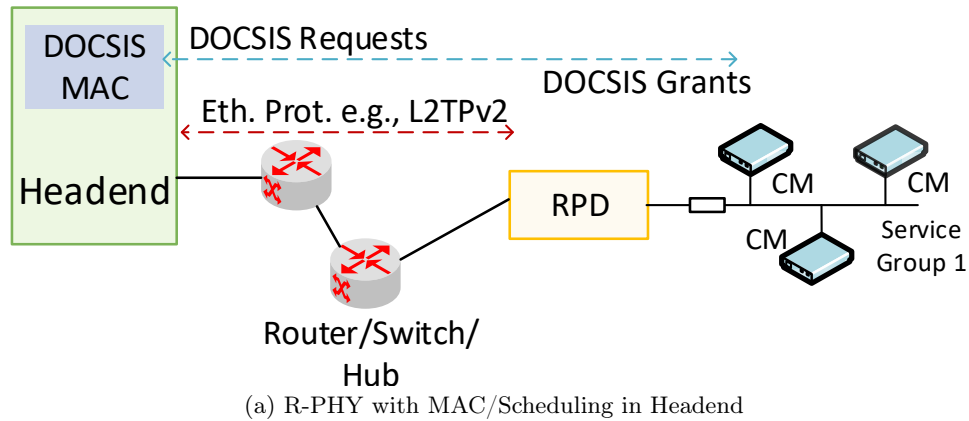 DOCSIS
MAC
DOCSIS Requests
DOCSIS Grants
Eth. Prot. e.g., L2TPv2
Headend
RPD
CM
CM
CM
Service
Group 1
Router/Switch/
Hub
(a) R-PHY with MAC/Scheduling in Headend